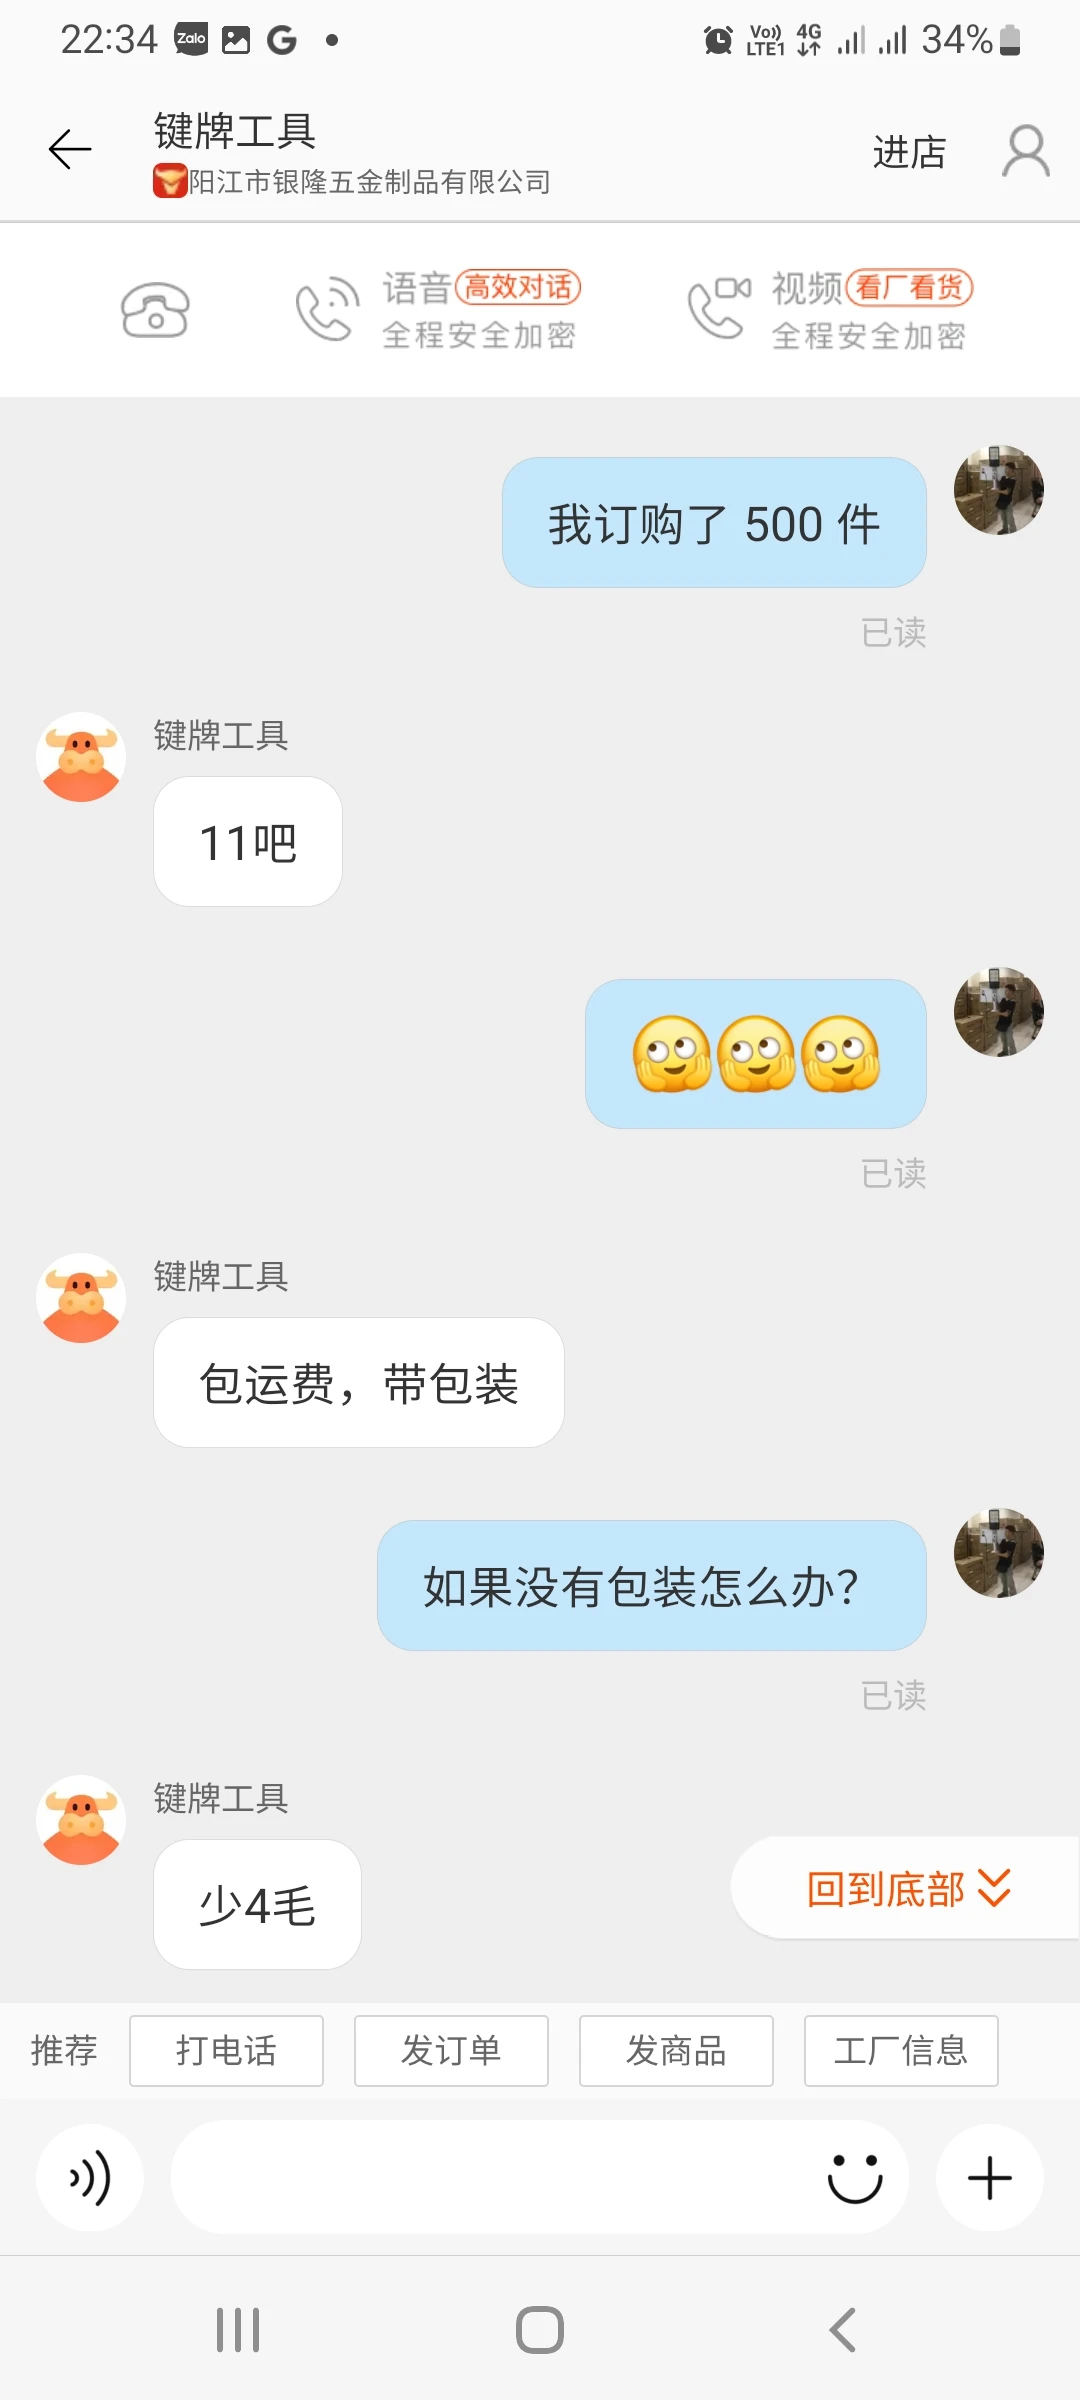 22:34 Zalo G Vo)) LTE1 4G 34%
键牌工具
阳江市银隆五金制品有限公司
进店
语音 高效对话
全程安全加密
视频 看厂看货
全程安全加密
我订购了 500 件
已读
键牌工具
11吧
已读
键牌工具
包运费，带包装
如果没有包装怎么办？
已读
键牌工具
少4毛
回到底部
推荐 打电话 发订单 发商品 工厂信息